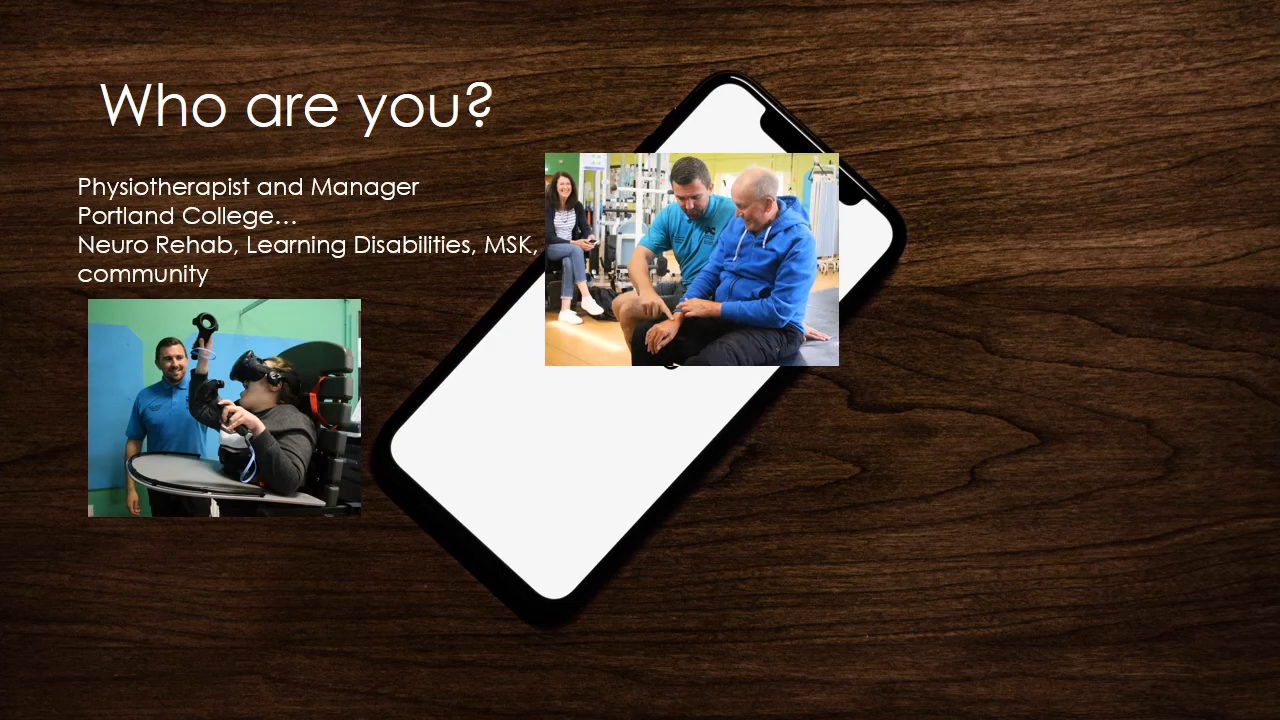 Who are you?
Physiotherapist and Manager
Portland College...
Neuro Rehab, Learning Disabilities, MSK,
community